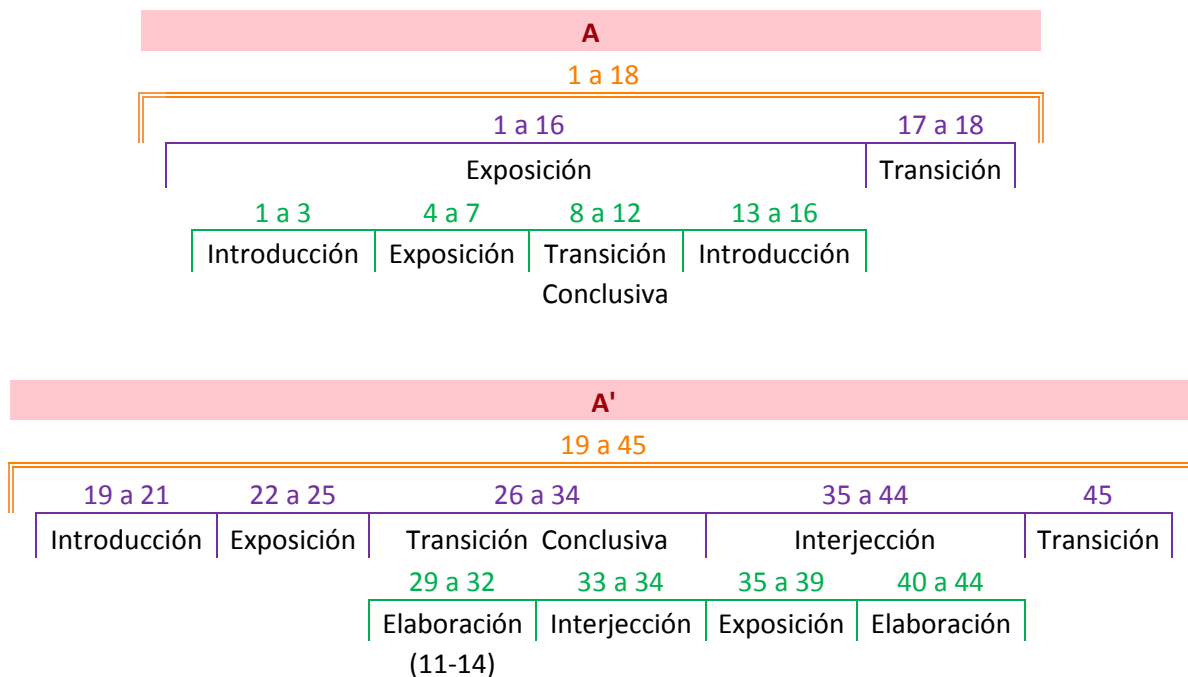 A
1 a 18
1 a 16 17 a 18
Exposición Transición
1 a 3 4 a 7 8 a 12 13 a 16
Introducción Exposición Transición Introducción
Conclusiva
A'
19 a 45
19 a 21 22 a 25 26 a 34 35 a 44 45
Introducción Exposición Transición Conclusiva Interjección Transición
29 a 32 33 a 34 35 a 39 40 a 44
Elaboración Interjección Exposición Elaboración
(11-14)